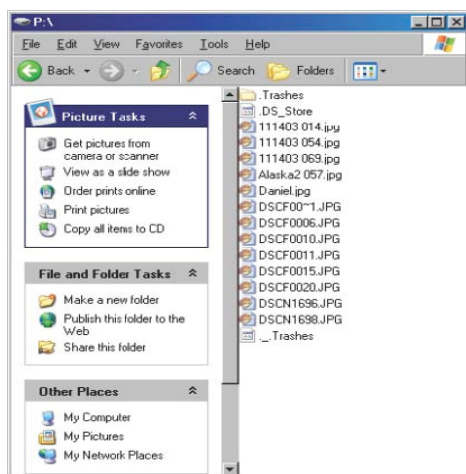 P:\
File Edit View Favorites Tools Help
Back Search Folders
Picture Tasks
Get pictures from
camera or scanner
View as a slide show
Order prints online
Print pictures
Copy all items to CD
File and Folder Tasks
Make a new folder
Publish this folder to the
Web
Share this folder
Other Places
My Computer
My Pictures
My Network Places
.Trashes
.DS_Store
111403 014.jpg
111403 054.jpg
111403 069.jpg
Alaska2 057.jpg
Daniel.jpg
DSCF00~1.JPG
DSCF0006.JPG
DSCF0010.JPG
DSCF0011.JPG
DSCF0015.JPG
DSCF0020.JPG
DSCN1696.JPG
DSCN1698.JPG
._.Trashes